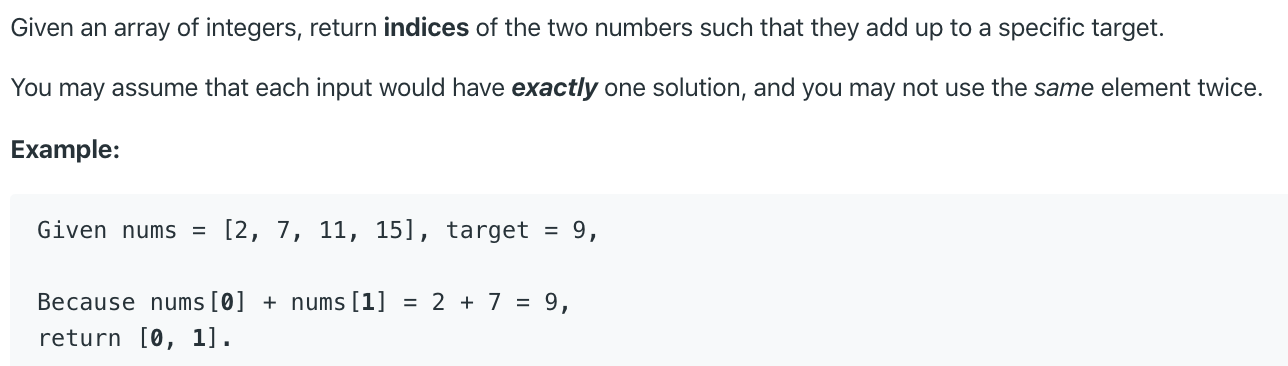 Given an array of integers, return indices of the two numbers such that they add up to a specific target.
You may assume that each input would have exactly one solution, and you may not use the same element twice.
Example:
Given nums = [2, 7, 11, 15], target = 9,
Because nums[0] + nums[1] = 2 + 7 = 9,
return [0, 1].